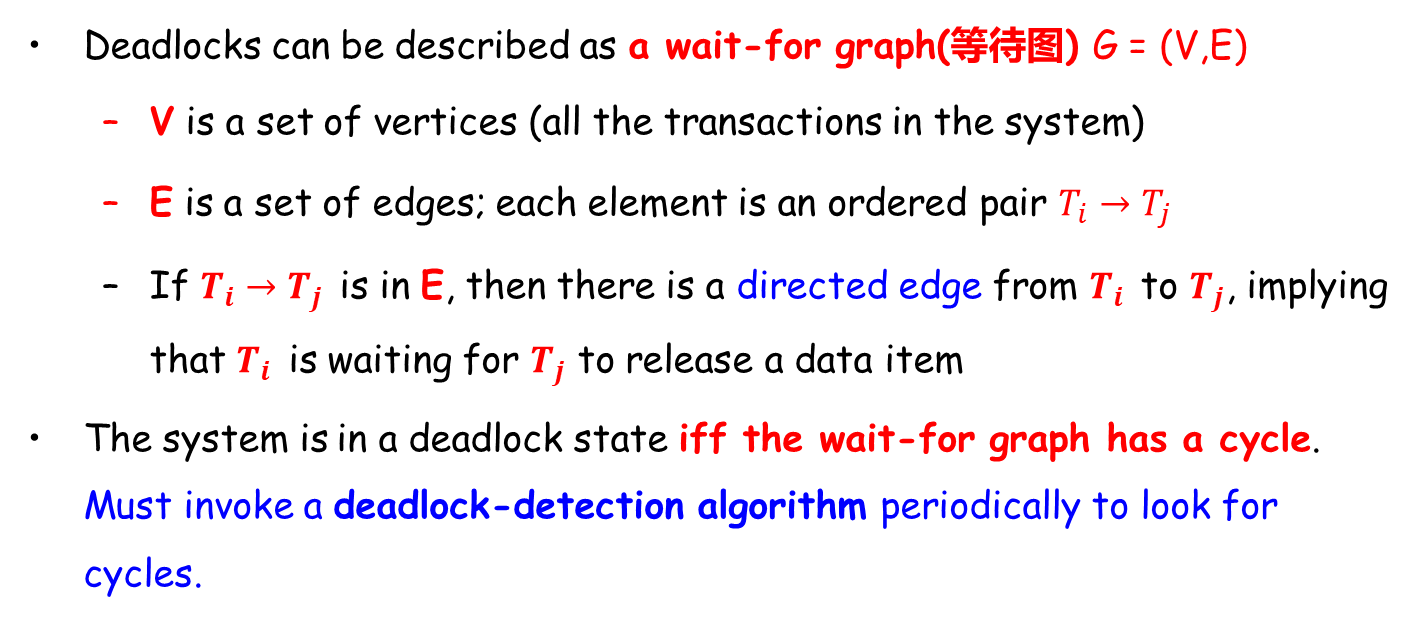 • Deadlocks can be described as a wait-for graph(等待图) G = (V,E)
– V is a set of vertices (all the transactions in the system)
– E is a set of edges; each element is an ordered pair Tᵢ → Tⱼ
– If Tᵢ → Tⱼ is in E, then there is a directed edge from Tᵢ to Tⱼ, implying
that Tᵢ is waiting for Tⱼ to release a data item
• The system is in a deadlock state iff the wait-for graph has a cycle.
Must invoke a deadlock-detection algorithm periodically to look for
cycles.